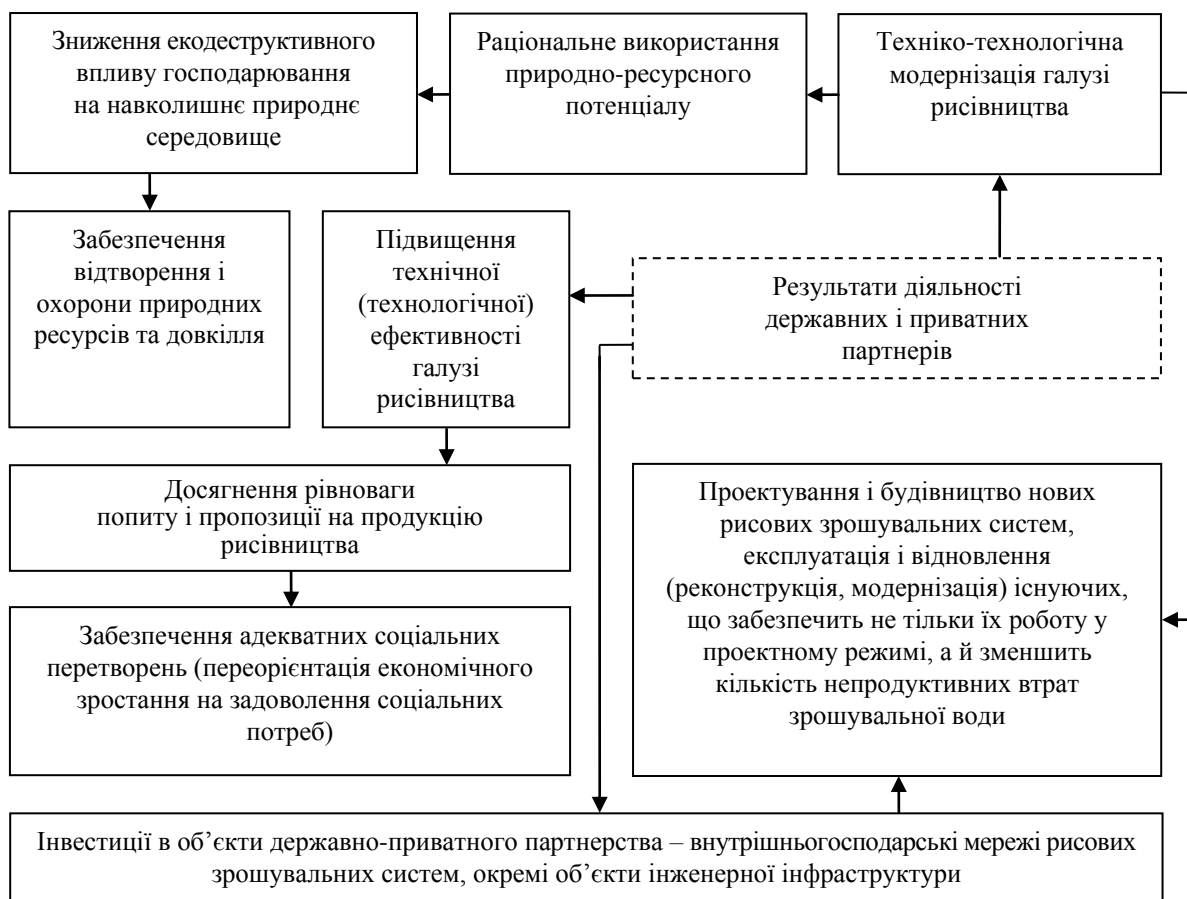 Зниження екодеструктивного
впливу господарювання
на навколишнє природнє
середовище
Раціональне використання
природно-ресурсного
потенціалу
Техніко-технологічна
модернізація галузі
рисівництва
Забезпечення
відтворення і
охорони природних
ресурсів та довкілля
Підвищення
технічної
(технологічної)
ефективності
галузі
рисівництва
Результати діяльності
державних і приватних
партнерів
Досягнення рівноваги
попиту і пропозиції на продукцію
рисівництва
Проектування і будівництво нових
рисових зрошувальних систем,
експлуатація і відновлення
(реконструкція, модернізація) існуючих,
що забезпечить не тільки їх роботу у
проектному режимі, а й зменшить
кількість непродуктивних втрат
зрошувальної води
Забезпечення адекватних соціальних
перетворень (переорієнтація економічного
зростання на задоволення соціальних
потреб)
Інвестиції в об’єкти державно-приватного партнерства – внутрішньогосподарські мережі рисових
зрошувальних систем, окремі об’єкти інженерної інфраструктури